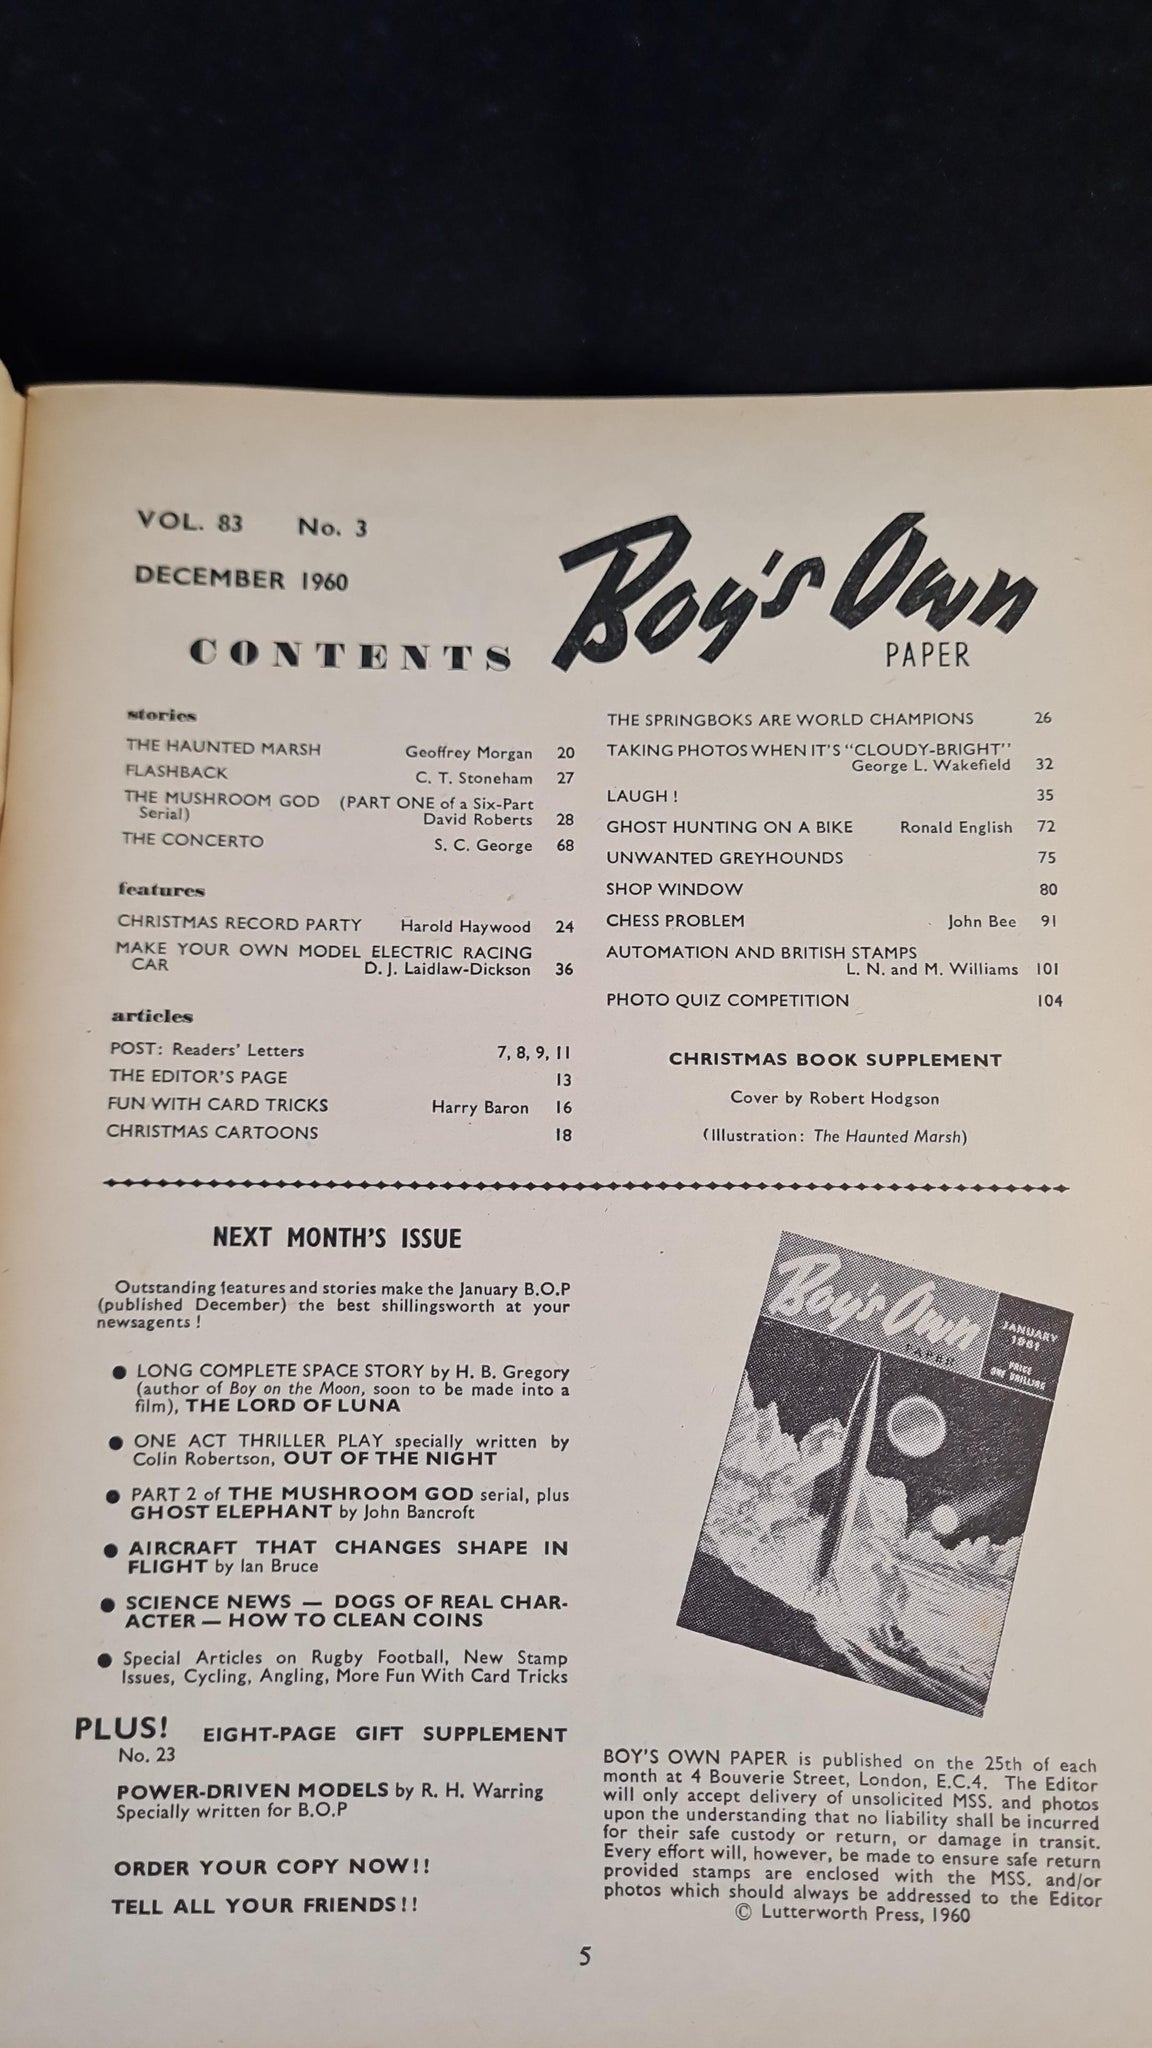 VOL. 83 No. 3
DECEMBER 1960
CONTENTS
Boy's Own
PAPER
stories
THE HAUNTED MARSH Geoffrey Morgan 20
FLASHBACK C. T. Stoneham 27
THE MUSHROOM GOD (PART ONE of a Six-Part
Serial) David Roberts 28
THE CONCERTO S. C. George 68
features
CHRISTMAS RECORD PARTY Harold Haywood 24
MAKE YOUR OWN MODEL ELECTRIC RACING
CAR D. J. Laidlaw-Dickson 36
articles
POST: Readers' Letters 7, 8, 9, 11
THE EDITOR'S PAGE 13
FUN WITH CARD TRICKS Harry Baron 16
CHRISTMAS CARTOONS 18
THE SPRINGBOKS ARE WORLD CHAMPIONS 26
TAKING PHOTOS WHEN IT'S "CLOUDY-BRIGHT"
George L. Wakefield 32
LAUGH ! 35
GHOST HUNTING ON A BIKE Ronald English 72
UNWANTED GREYHOUNDS 75
SHOP WINDOW 80
CHESS PROBLEM John Bee 91
AUTOMATION AND BRITISH STAMPS
L. N. and M. Williams 101
PHOTO QUIZ COMPETITION 104
CHRISTMAS BOOK SUPPLEMENT
Cover by Robert Hodgson
(Illustration: The Haunted Marsh)
NEXT MONTH'S ISSUE
Outstanding features and stories make the January B.O.P
(published December) the best shillingsworth at your
newsagents !
● LONG COMPLETE SPACE STORY by H. B. Gregory
(author of Boy on the Moon, soon to be made into a
film), THE LORD OF LUNA
● ONE ACT THRILLER PLAY specially written by
Colin Robertson, OUT OF THE NIGHT
● PART 2 of THE MUSHROOM GOD serial, plus
GHOST ELEPHANT by John Bancroft
● AIRCRAFT THAT CHANGES SHAPE IN
FLIGHT by Ian Bruce
● SCIENCE NEWS — DOGS OF REAL CHAR-
ACTER — HOW TO CLEAN COINS
● Special Articles on Rugby Football, New Stamp
Issues, Cycling, Angling, More Fun With Card Tricks
PLUS! EIGHT-PAGE GIFT SUPPLEMENT
No. 23
POWER-DRIVEN MODELS by R. H. Warring
Specially written for B.O.P
ORDER YOUR COPY NOW!!
TELL ALL YOUR FRIENDS!!
Boy's Own
PAPER
JANUARY
1961
PRICE
ONE SHILLING
BOY'S OWN PAPER is published on the 25th of each
month at 4 Bouverie Street, London, E.C.4. The Editor
will only accept delivery of unsolicited MSS. and photos
upon the understanding that no liability shall be incurred
for their safe custody or return, or damage in transit.
Every effort will, however, be made to ensure safe return
provided stamps are enclosed with the MSS. and/or
photos which should always be addressed to the Editor
© Lutterworth Press, 1960
5